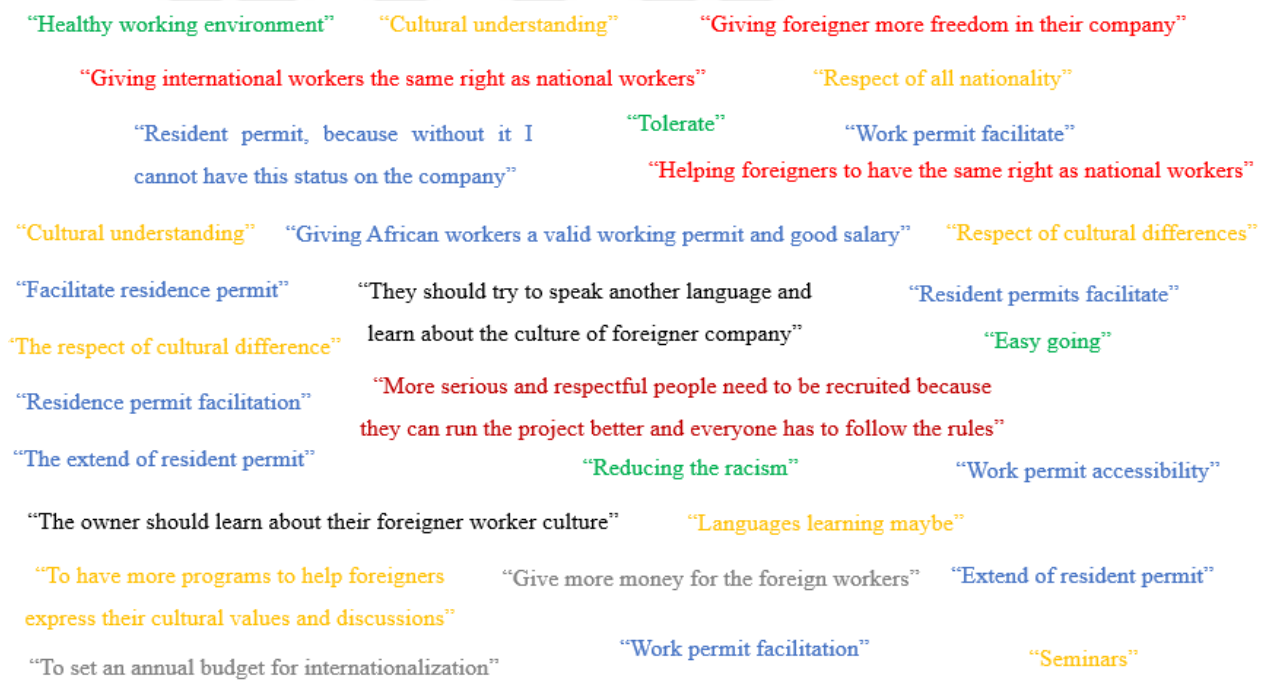 “Healthy working environment” “Cultural understanding” “Giving foreigner more freedom in their company”
“Giving international workers the same right as national workers” “Respect of all nationality”
“Tolerate”
“Resident permit, because without it I
cannot have this status on the company”
“Work permit facilitate”
“Helping foreigners to have the same right as national workers”
“Cultural understanding” “Giving African workers a valid working permit and good salary” “Respect of cultural differences”
“Facilitate residence permit”
“They should try to speak another language and
learn about the culture of foreigner company”
“Resident permits facilitate”
‘The respect of cultural difference”
“Easy going”
“Residence permit facilitation”
“More serious and respectful people need to be recruited because
they can run the project better and everyone has to follow the rules”
“The extend of resident permit”
“Reducing the racism”
“Work permit accessibility”
“The owner should learn about their foreigner worker culture” “Languages learning maybe”
“To have more programs to help foreigners
express their cultural values and discussions”
“Give more money for the foreign workers” “Extend of resident permit”
“Work permit facilitation”
“To set an annual budget for internationalization” “Seminars”